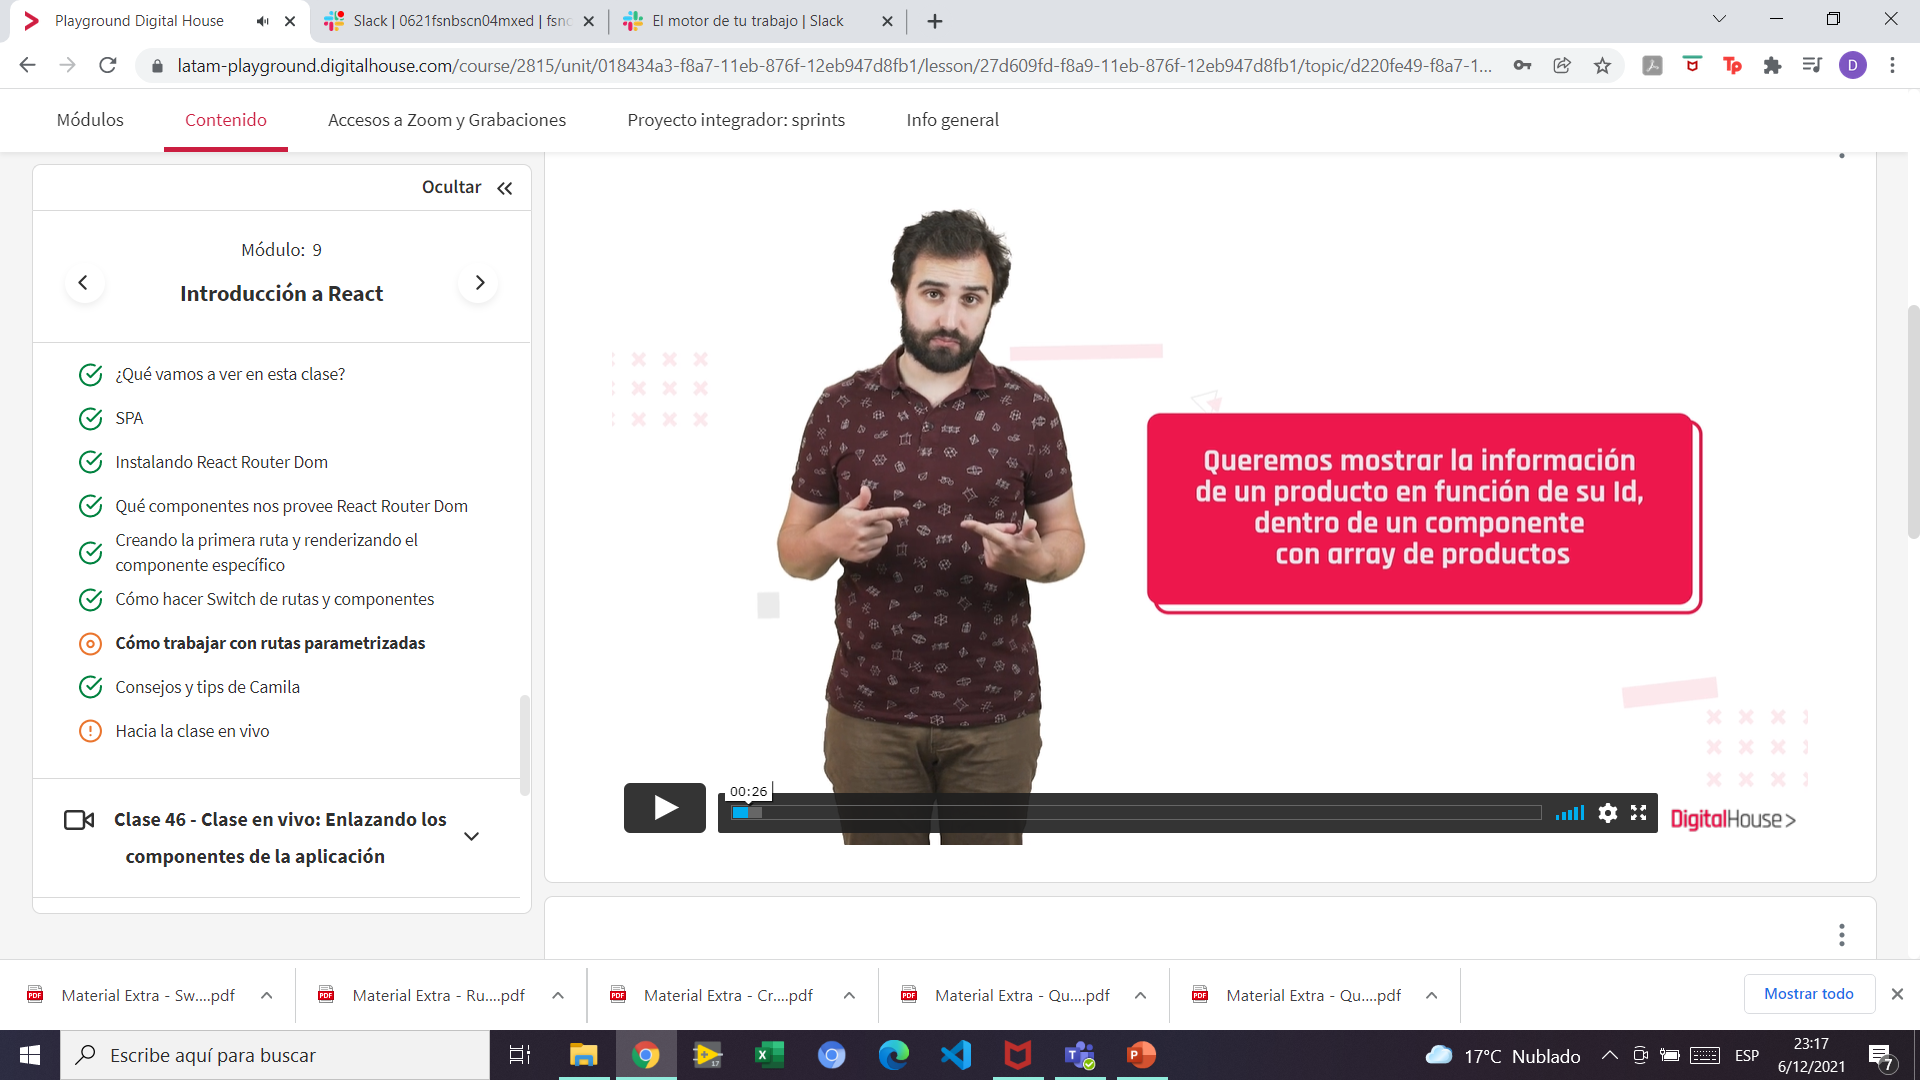 Playground Digital House
Slack | 0621fsnbscn04mxed | fsn
El motor de tu trabajo | Slack
latam-playground.digitalhouse.com/course/2815/unit/018434a3-f8a7-11eb-876f-12eb947d8fb1/lesson/27d609fd-f8a9-11eb-876f-12eb947d8fb1/topic/d220fe49-f8a7-1...
Tp
D
Módulos
Contenido
Accesos a Zoom y Grabaciones
Proyecto integrador: sprints
Info general
Ocultar
Módulo: 9
Introducción a React
¿Qué vamos a ver en esta clase?
SPA
Instalando React Router Dom
Qué componentes nos provee React Router Dom
Creando la primera ruta y renderizando el
componente específico
Cómo hacer Switch de rutas y componentes
Cómo trabajar con rutas parametrizadas
Consejos y tips de Camila
Hacia la clase en vivo
Clase 46 - Clase en vivo: Enlazando los
componentes de la aplicación
Queremos mostrar la información
de un producto en función de su Id,
dentro de un componente
con array de productos
00:26
DigitalHouse>
Material Extra - Sw....pdf
Material Extra - Ru....pdf
Material Extra - Cr....pdf
Material Extra - Qu....pdf
Material Extra - Qu....pdf
Mostrar todo
Escribe aquí para buscar
17°C Nublado
ESP
23:17
6/12/2021
7